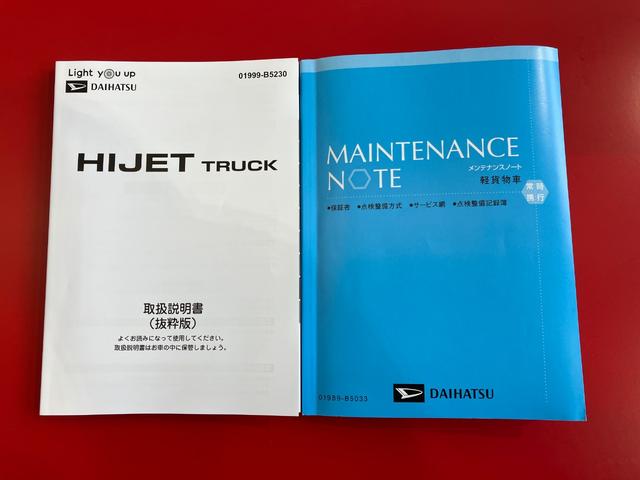 Light you up
01999-B5230
DAIHATSU
HIJET TRUCK
取扱説明書
（抜粋版）
よくお読みになって使用してください。
取扱説明書はお車の中に保管しましょう。
MAINTENANCE
NOTE
メンテナンスノート
軽貨物車
常時
携行
●保証書 ●点検整備方式 ●サービス網 ●点検整備記録簿
01989-B5033
DAIHATSU